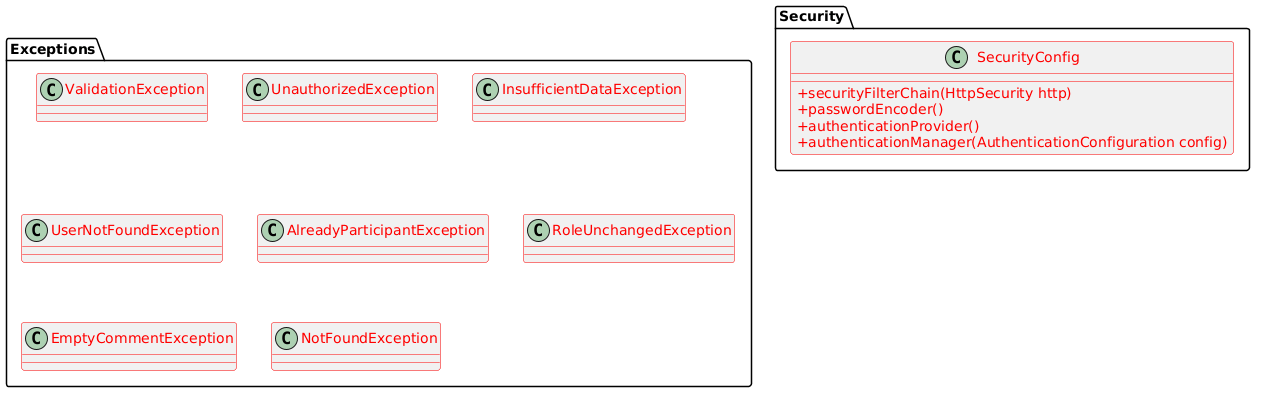 Exceptions
C ValidationException
C UnauthorizedException
C InsufficientDataException
C UserNotFoundException
C AlreadyParticipantException
C RoleUnchangedException
C EmptyCommentException
C NotFoundException
Security
C SecurityConfig
+securityFilterChain(HttpSecurity http)
+passwordEncoder()
+authenticationProvider()
+authenticationManager(AuthenticationConfiguration config)